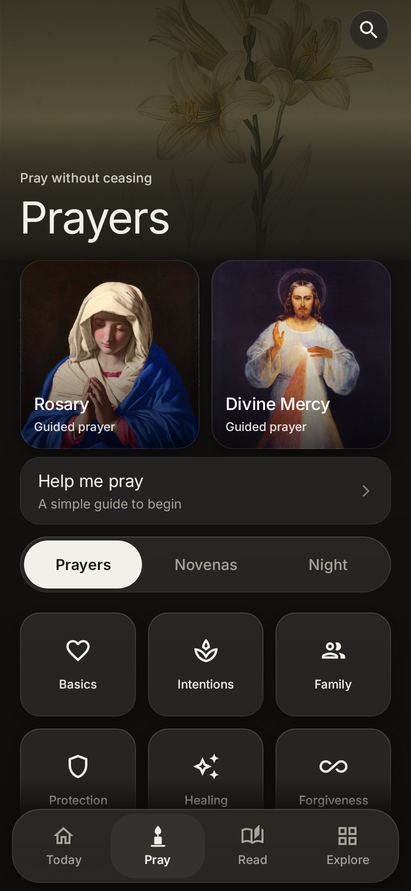 Pray without ceasing
Prayers
Rosary
Guided prayer
Divine Mercy
Guided prayer
Help me pray
A simple guide to begin
Prayers
Novenas
Night
Basics
Intentions
Family
Protection
Healing
Forgiveness
Today
Pray
Read
Explore